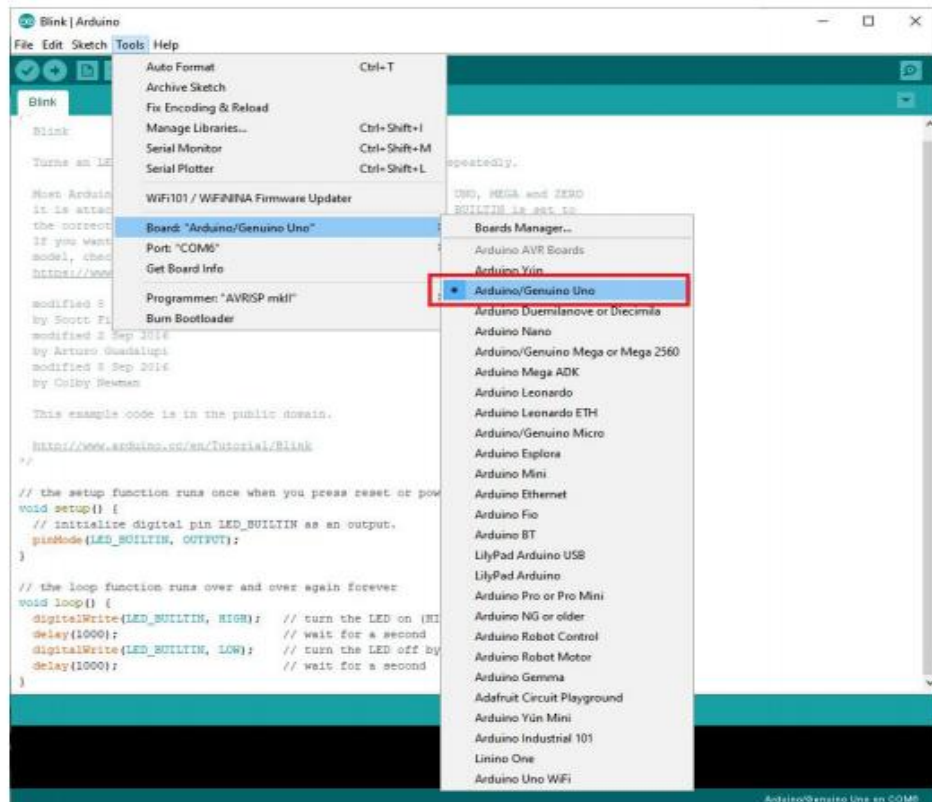 Blink | Arduino
File Edit Sketch Tools Help
Blink
Auto Format Ctrl+T
Archive Sketch
Fix Encoding & Reload
Manage Libraries... Ctrl+Shift+I
Serial Monitor Ctrl+Shift+M
Serial Plotter Ctrl+Shift+L
WiFi101 / WiFiNINA Firmware Updater
Board: "Arduino/Genuino Uno"
Port: "COM6"
Get Board Info
Programmer: "AVRISP mkII"
Burn Bootloader
Boards Manager...
Arduino AVR Boards
Arduino Yún
Arduino/Genuino Uno
Arduino Duemilanove or Diecimila
Arduino Nano
Arduino/Genuino Mega or Mega 2560
Arduino Mega ADK
Arduino Leonardo
Arduino Leonardo ETH
Arduino/Genuino Micro
Arduino Esplora
Arduino Mini
Arduino Ethernet
Arduino Fio
Arduino BT
LilyPad Arduino USB
LilyPad Arduino
Arduino Pro or Pro Mini
Arduino NG or older
Arduino Robot Control
Arduino Robot Motor
Arduino Gemma
Adafruit Circuit Playground
Arduino Yún Mini
Arduino Industrial 101
Linino One
Arduino Uno WiFi
Blink
Turns an LE epeatedly.
Most Arduin UNO, MEGA and ZERO
it is attac BUILTIN is set to
the correct
If you want
model, chec
https://www
modified 8
by Scott Fi
modified 2 Sep 2016
by Arturo Guadalupi
modified 8 Sep 2016
by Colby Newman
This example code is in the public domain.
http://www.arduino.cc/en/Tutorial/Blink
*/
// the setup function runs once when you press reset or pow
void setup() {
// initialize digital pin LED_BUILTIN as an output.
pinMode(LED_BUILTIN, OUTPUT);
}
// the loop function runs over and over again forever
void loop() {
digitalWrite(LED_BUILTIN, HIGH); // turn the LED on (HI
delay(1000); // wait for a second
digitalWrite(LED_BUILTIN, LOW); // turn the LED off by
delay(1000); // wait for a second
}
Arduino/Genuino Uno on COM6